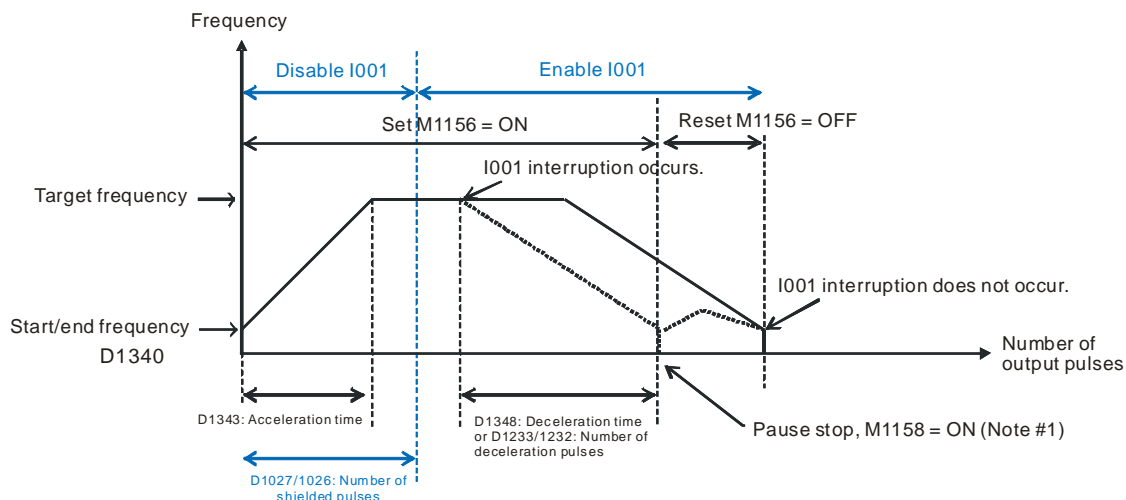 Frequency
Disable I001
Enable I001
Set M1156 = ON
Reset M1156 = OFF
I001 interruption occurs.
Target frequency
I001 interruption does not occur.
Start/end frequency
D1340
Number of
output pulses
D1343: Acceleration time
D1348: Deceleration time
or D1233/1232: Number of
deceleration pulses
Pause stop, M1158 = ON (Note #1)
D1027/1026: Number of
shielded pulses